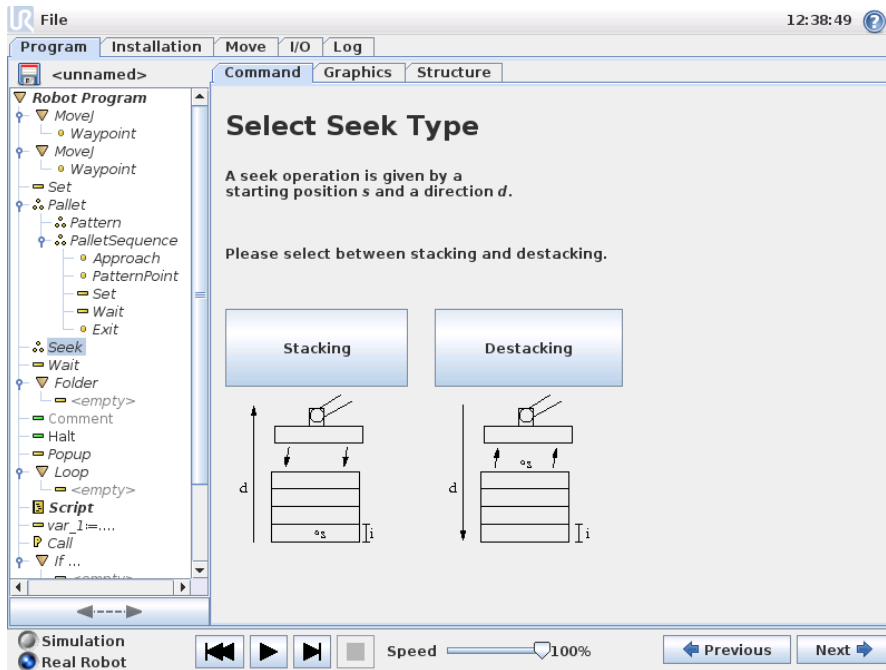 UR File 12:38:49 ?
Program Installation Move I/O Log
<unnamed>
Command Graphics Structure
Robot Program
MoveJ
Waypoint
MoveJ
Waypoint
Set
Pallet
Pattern
PalletSequence
Approach
PatternPoint
Set
Wait
Exit
Seek
Wait
Folder
<empty>
Comment
Halt
Popup
Loop
<empty>
Script
var_1:=....
Call
If ...
<empty>
Select Seek Type
A seek operation is given by a
starting position s and a direction d.
Please select between stacking and destacking.
Stacking Destacking
d s i
d s i
Simulation
Real Robot
Speed 100%
Previous Next